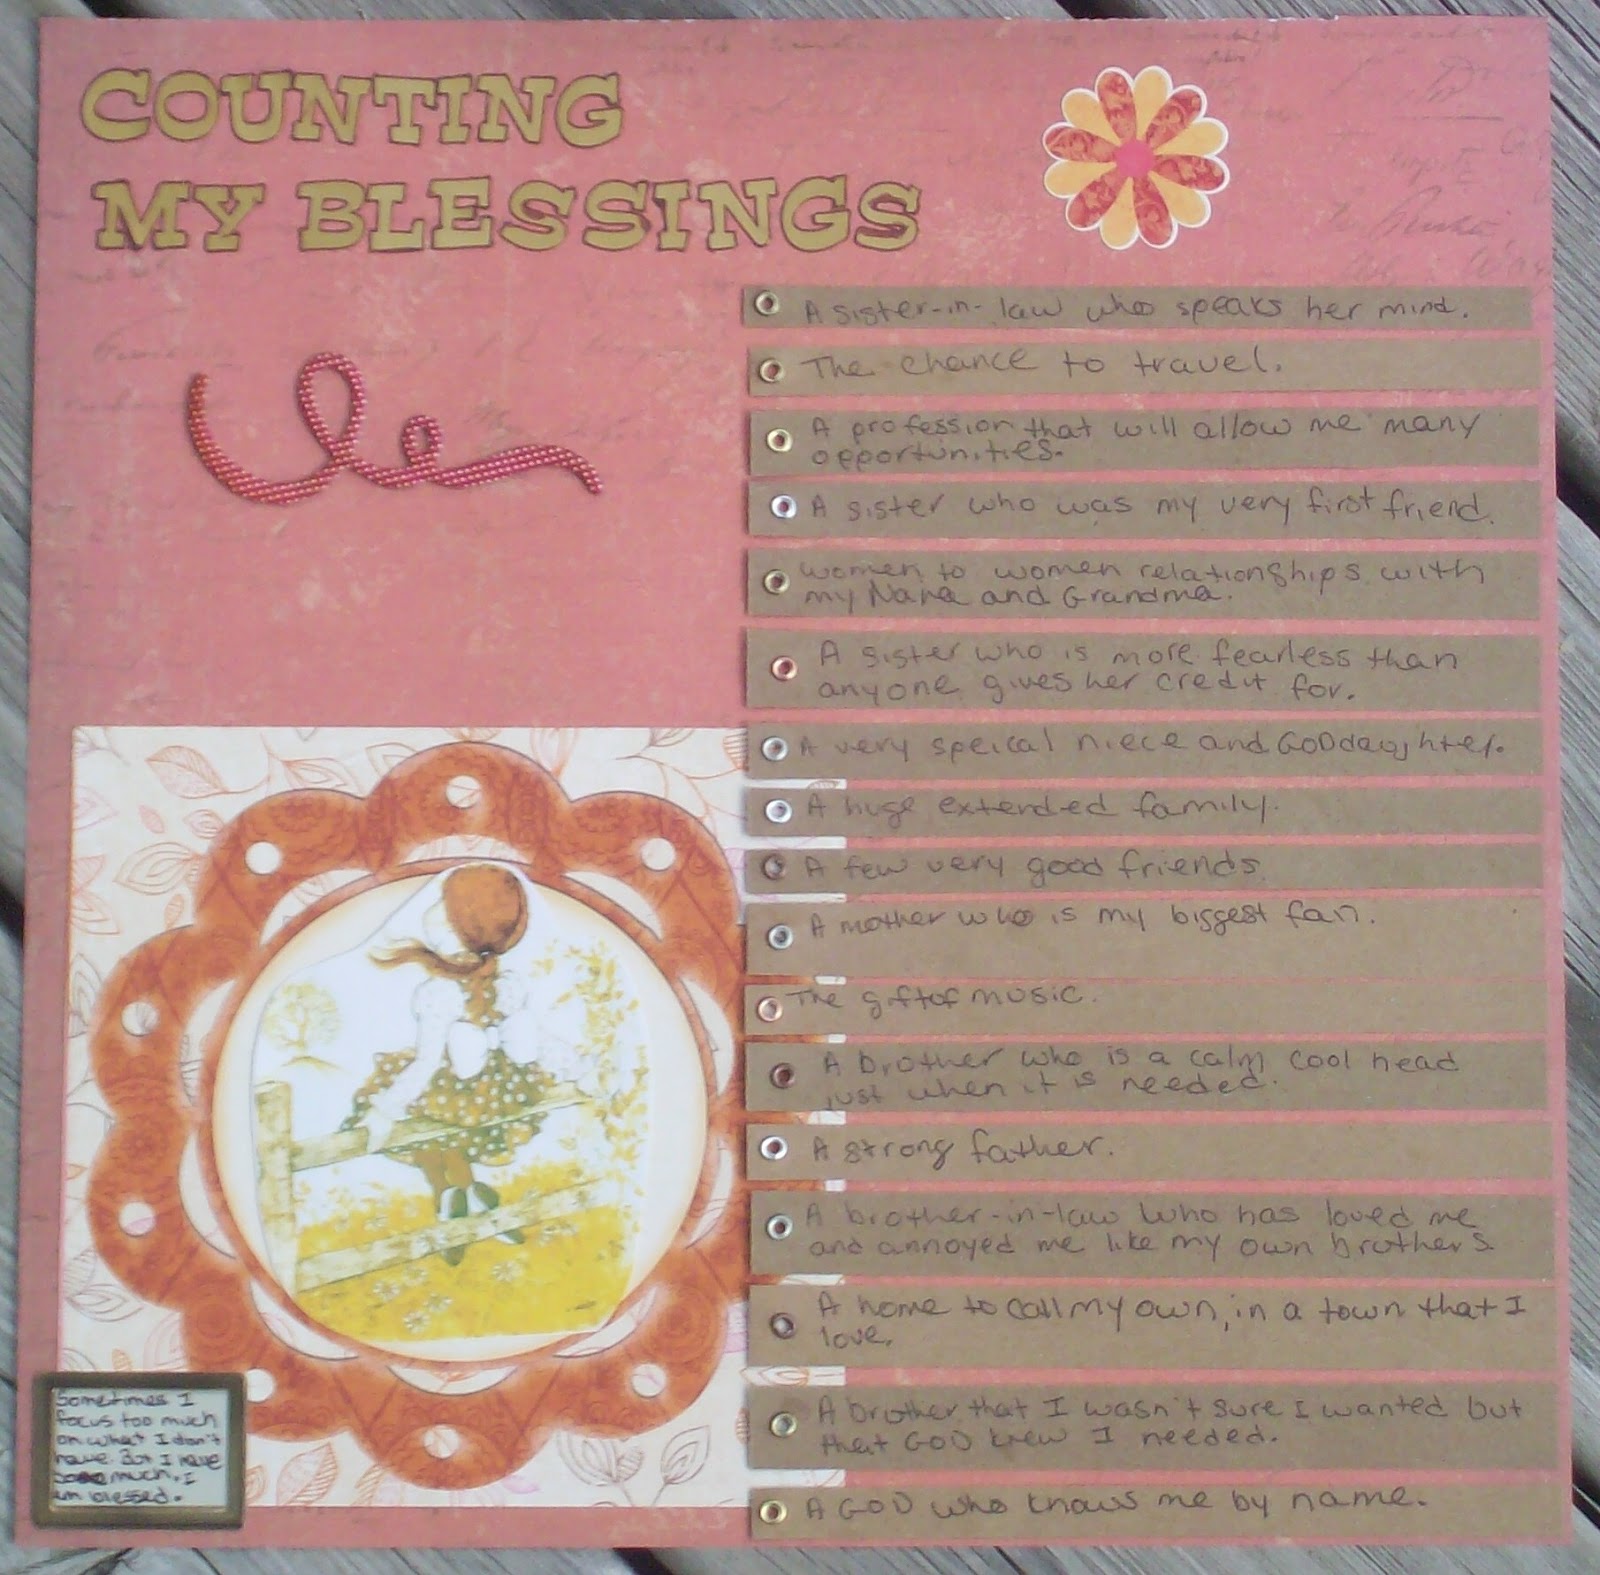 COUNTING
MY BLESSINGS
A sister-in-law who speaks her mind.
The chance to travel.
A profession that will allow me many
opportunities.
A sister who was my very first friend.
women to women relationships with
my Nana and Grandma.
A sister who is more fearless than
anyone gives her credit for.
A very speical niece and GODdaughter.
A huge extended family.
A few very good friends.
A mother who is my biggest fan.
The gift of music.
A brother who is a calm cool head
just when it is needed.
A strong father.
A brother-in-law who has loved me
and annoyed me like my own brothers
A home to call my own, in a town that I
love.
A brother that I wasn't sure I wanted but
that GOD knew I needed.
A GOD who knows me by name.
Sometimes I
focus too much
on what I don't
have. But I have
much. I
am blessed.